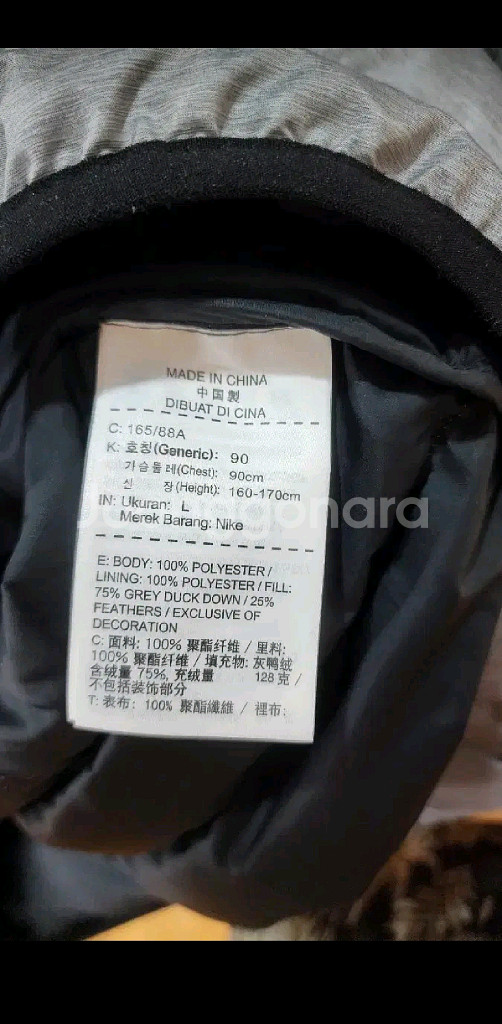 MADE IN CHINA
中国製
DIBUAT DI CINA
C: 165/88A
K: 호칭(Generic): 90
가슴둘레(Chest): 90cm
신 장(Height): 160-170cm
IN: Ukuran: L
Merek Barang: Nike
E: BODY: 100% POLYESTER /
LINING: 100% POLYESTER / FILL:
75% GREY DUCK DOWN / 25%
FEATHERS / EXCLUSIVE OF
DECORATION
C: 面料: 100% 聚酯纤维 / 里料:
100% 聚酯纤维 / 填充物: 灰鸭绒
含绒量 75%, 充绒量 128 克 /
不包括装饰部分
T: 表布: 100% 聚酯纖維 / 裡布: